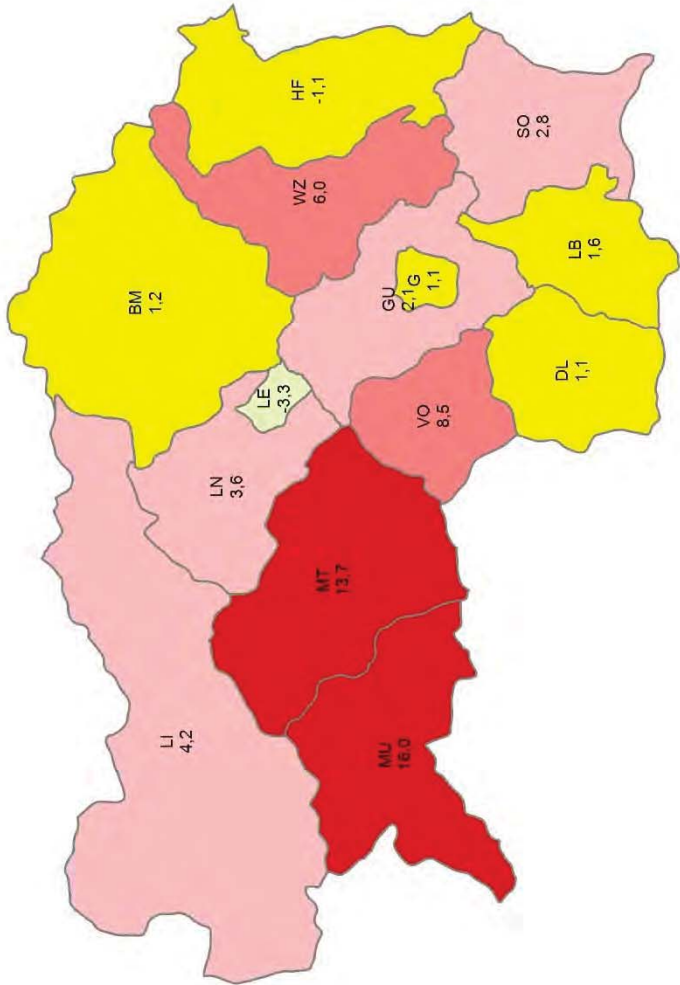 BM
1,2
LI
4,2
LN
3,6
LE
-3,3
HF
-1,1
WZ
6,0
MT
13,7
MU
16,0
GU
2,1
G
1,1
VO
8,5
SO
2,8
DL
1,1
LB
1,6